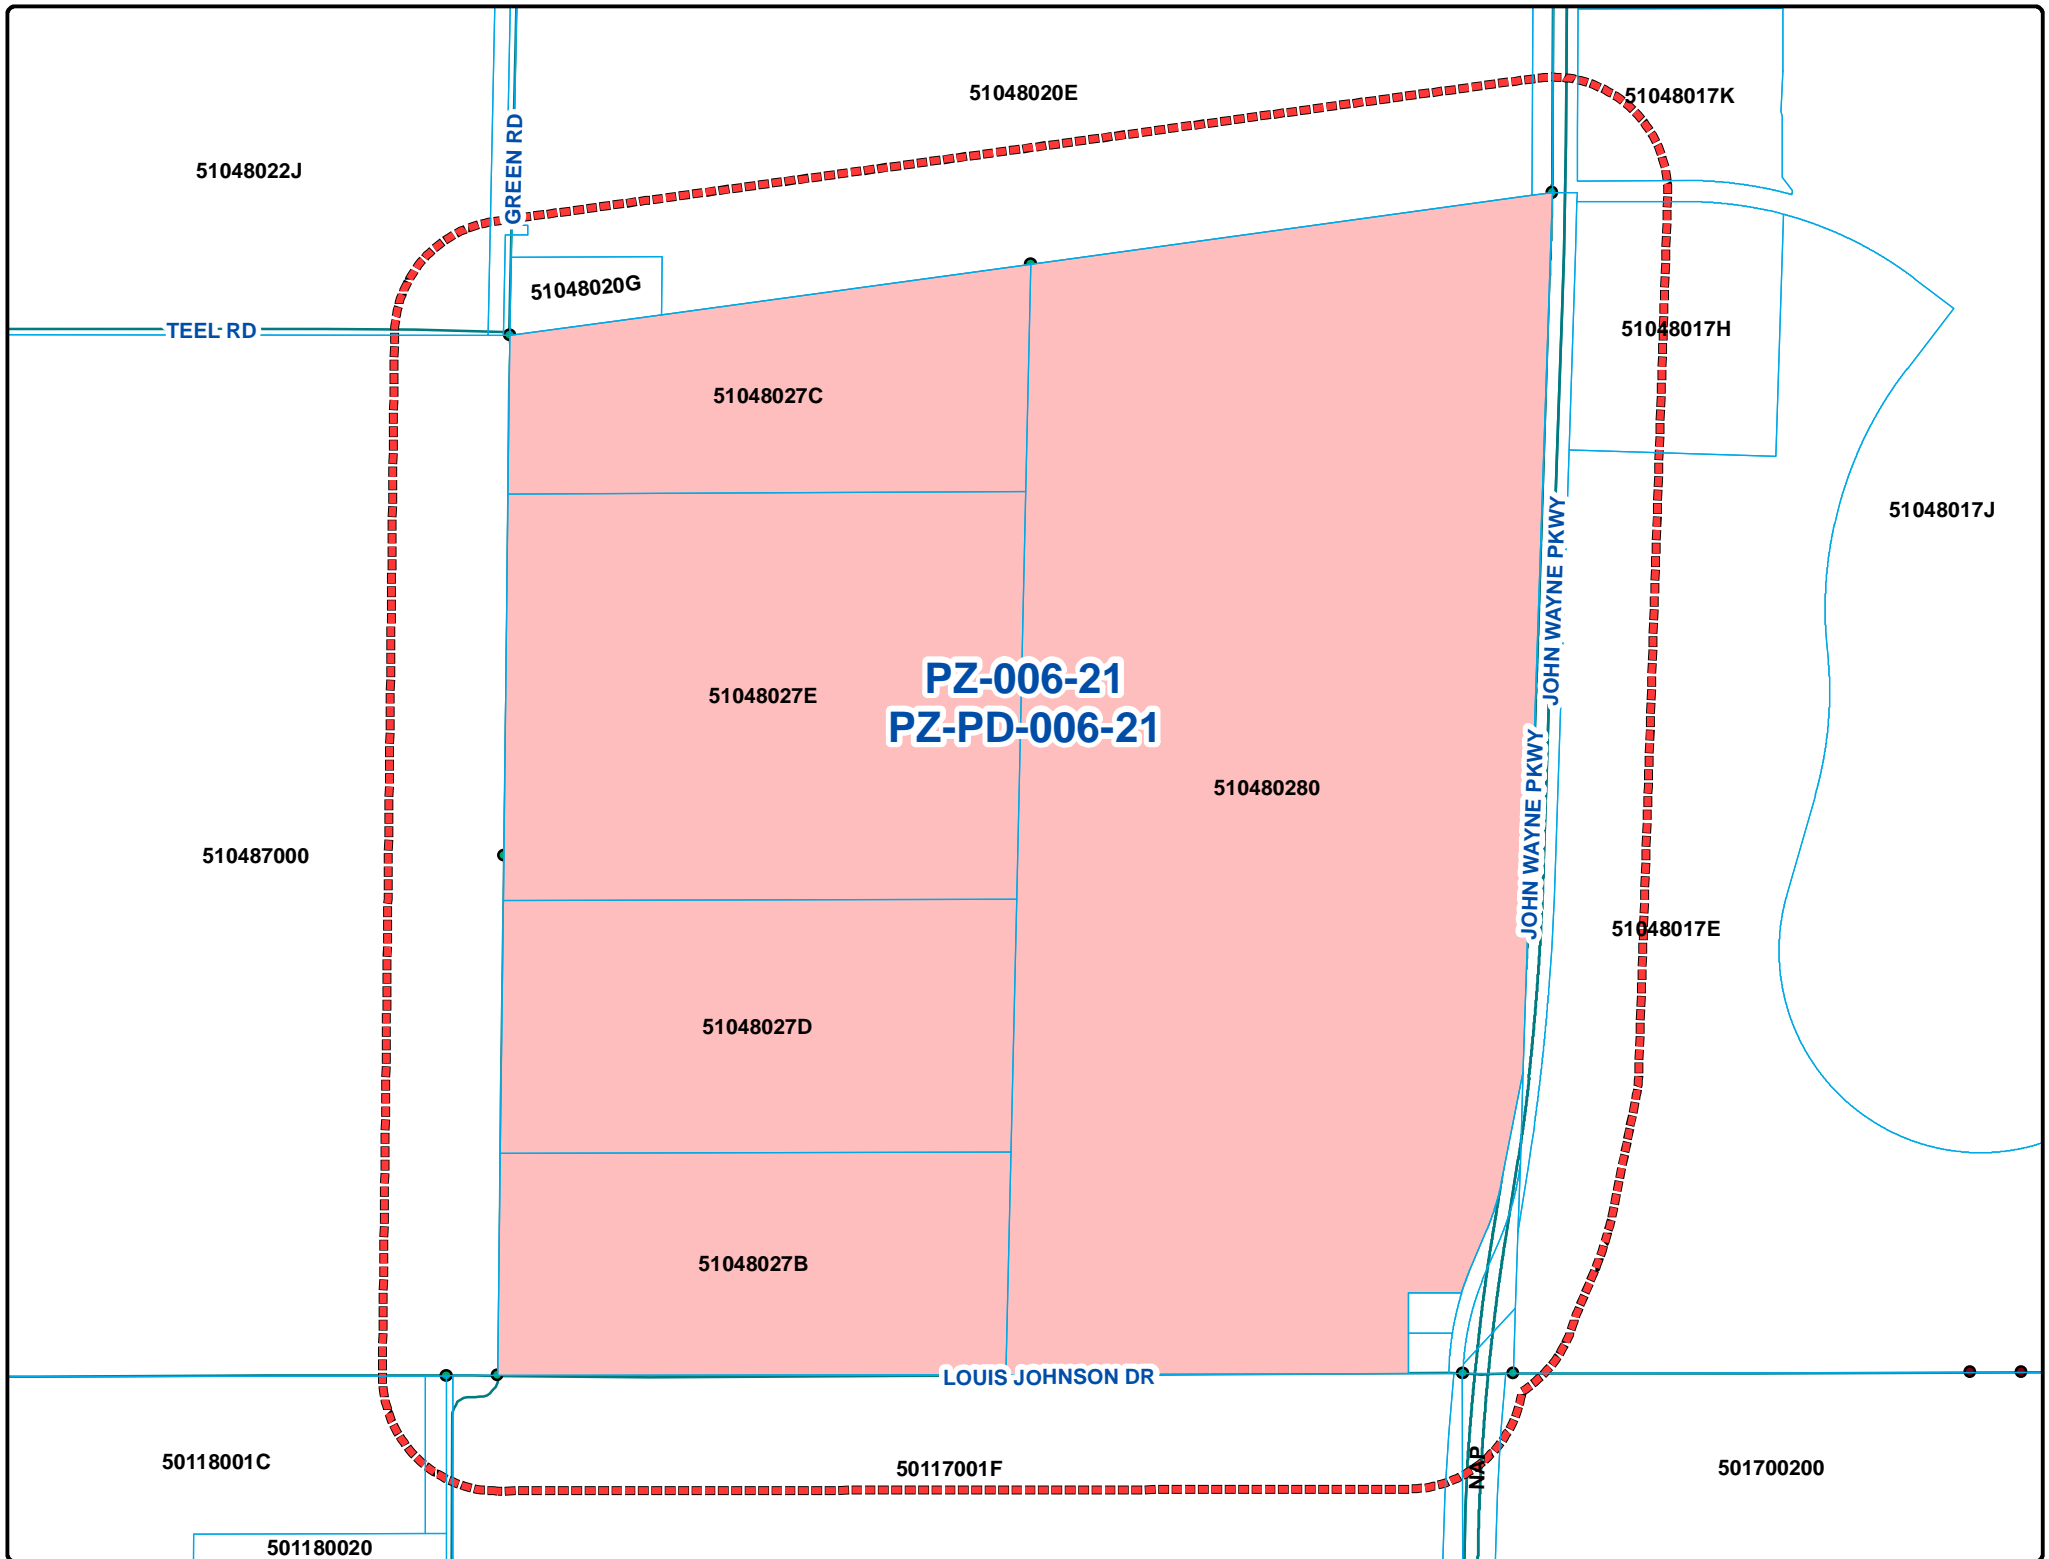 51048020E
51048017K
GREEN RD
51048022J
51048020G
TEEL RD
51048017H
51048027C
51048017J
JOHN WAYNE PKWY
PZ-006-21
PZ-PD-006-21
51048027E
510480280
JOHN WAYNE PKWY
510487000
51048017E
51048027D
51048027B
LOUIS JOHNSON DR
50118001C
50117001F
NAP
501700200
501180020